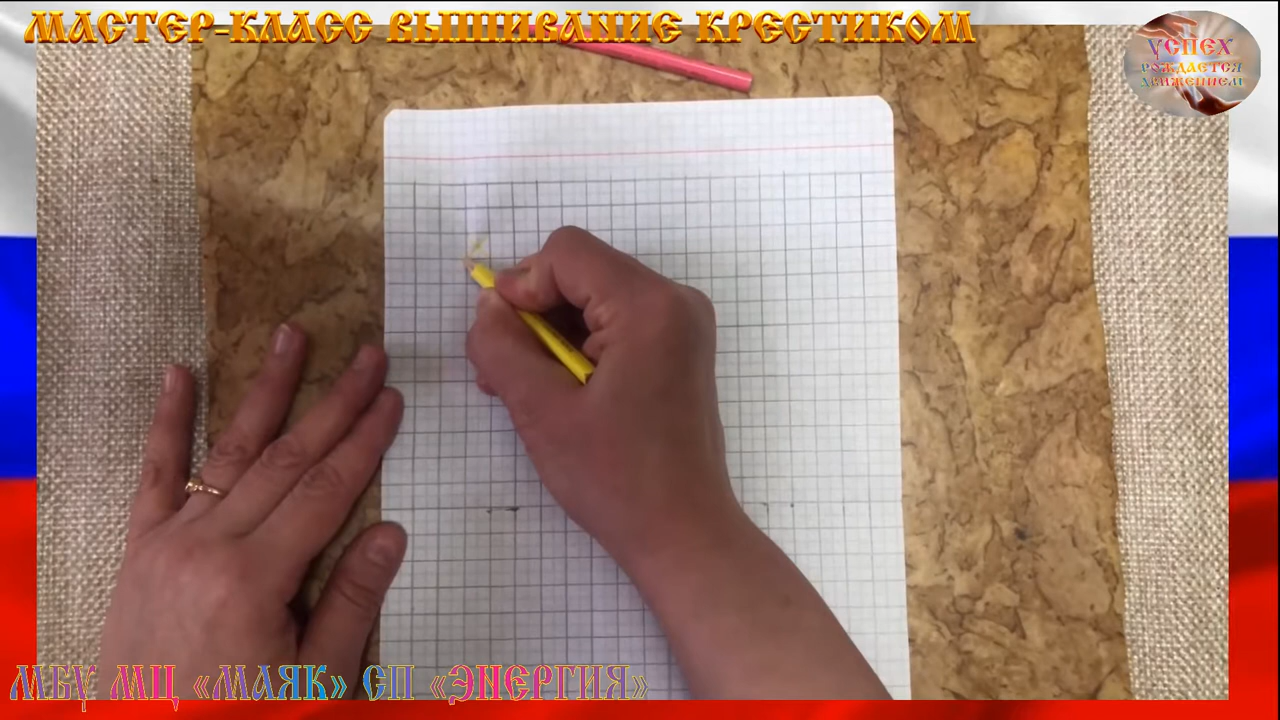 МАСТЕР-КЛАСС ВЫШИВАНИЕ КРЕСТИКОМ
УСПЕХ
РОЖДАЕТСЯ
ДВИЖЕНИЕМ
МБУ МЦ «МАЯК» СП «ЭНЕРГИЯ»